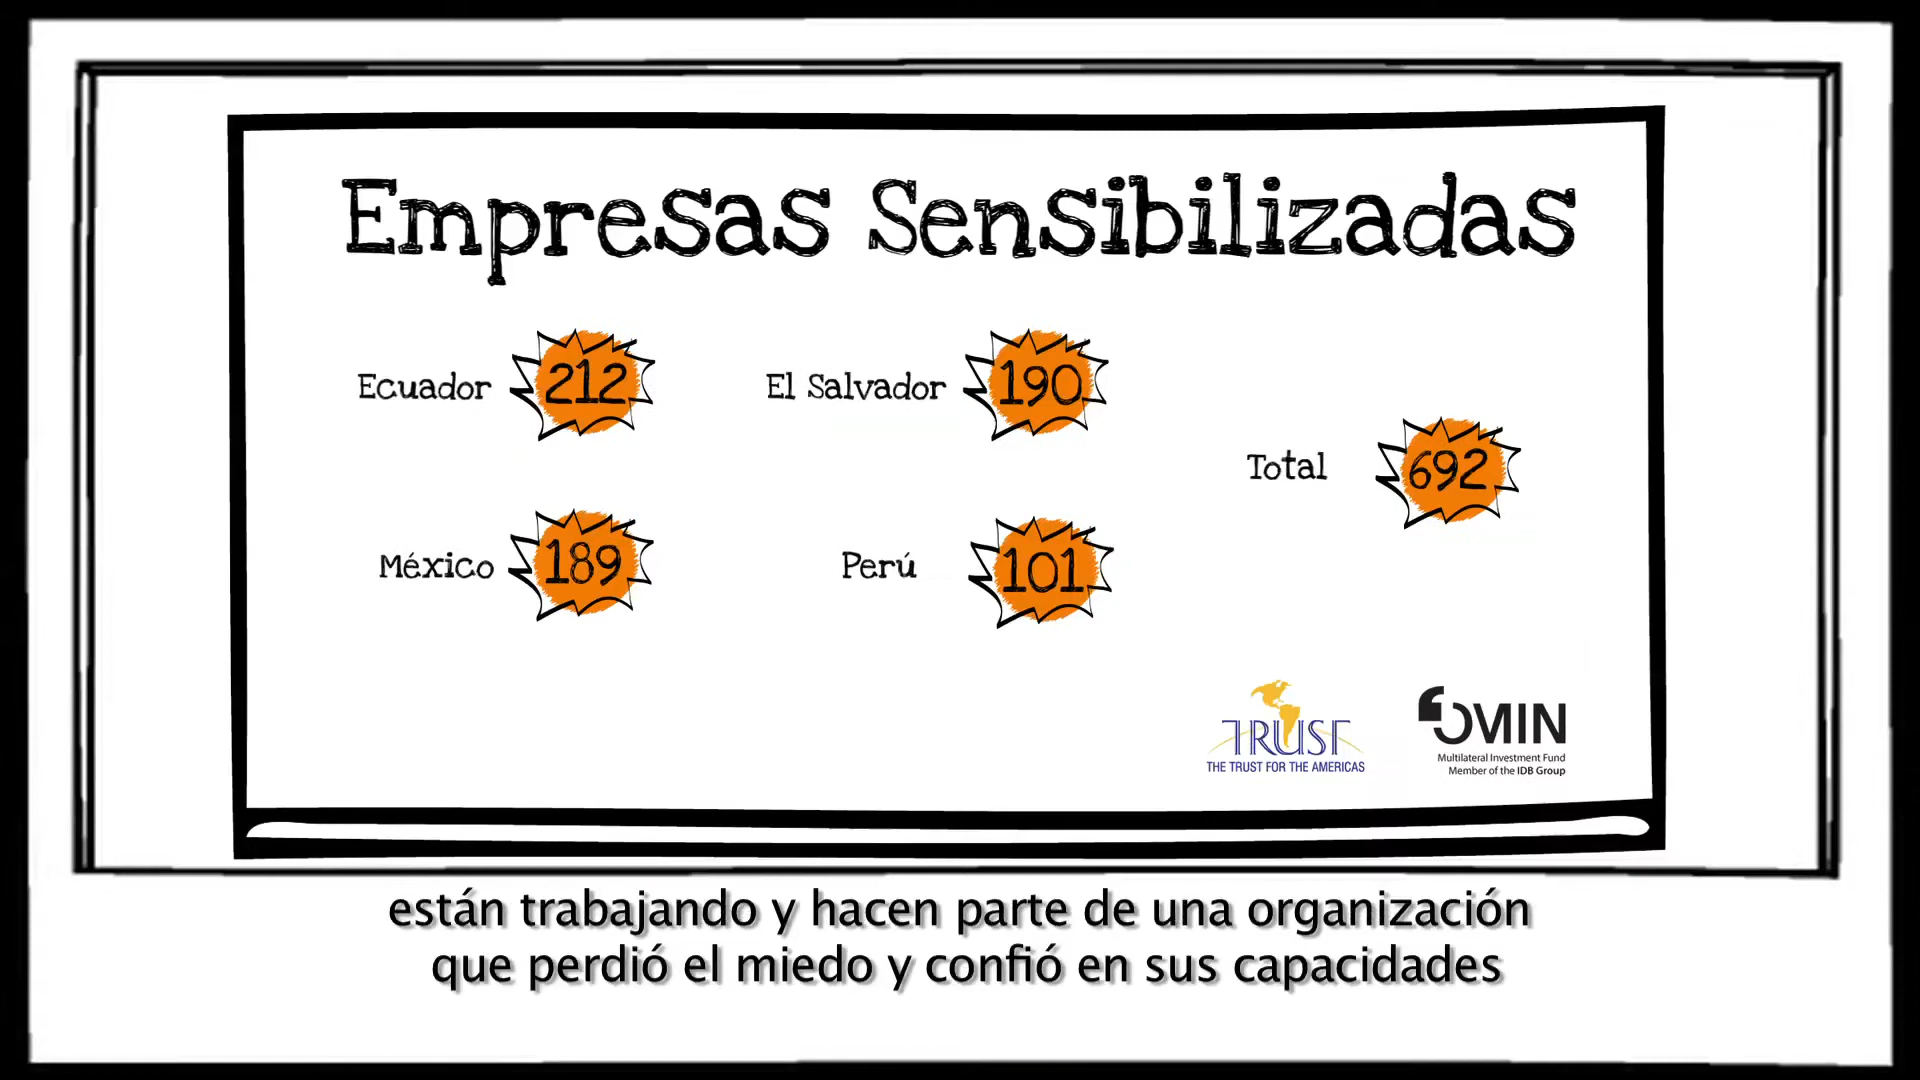 Empresas Sensibilizadas
Ecuador 212
El Salvador 190
Total 692
México 189
Perú 101
TRUST
THE TRUST FOR THE AMERICAS
OMIN
Multilateral Investment Fund
Member of the IDB Group
están trabajando y hacen parte de una organización
que perdió el miedo y confió en sus capacidades